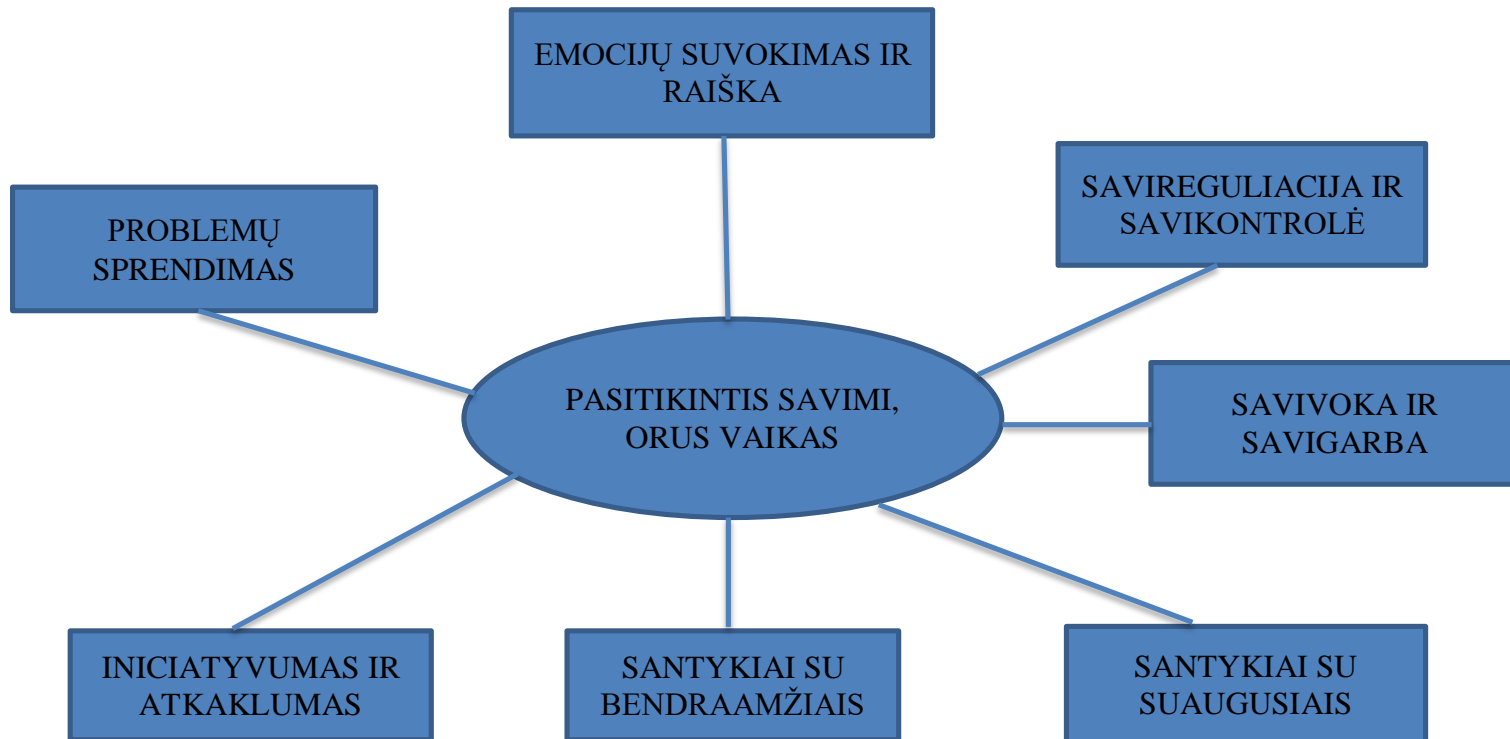 EMOCIJŲ SUVOKIMAS IR
RAIŠKA
SAVIREGULIACIJA IR
SAVIKONTROLĖ
PROBLEMŲ
SPRENDIMAS
PASITIKINTIS SAVIMI,
ORUS VAIKAS
SAVIVOKA IR
SAVIGARBA
INICIATYVUMAS IR
ATKAKLUMAS
SANTYKIAI SU
BENDRAAMŽIAIS
SANTYKIAI SU
SUAUGUSIAIS